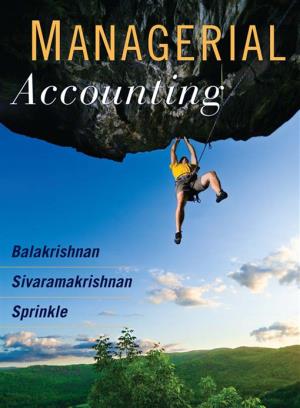 MANAGERIAL
Accounting
Balakrishnan
Sivaramakrishnan
Sprinkle